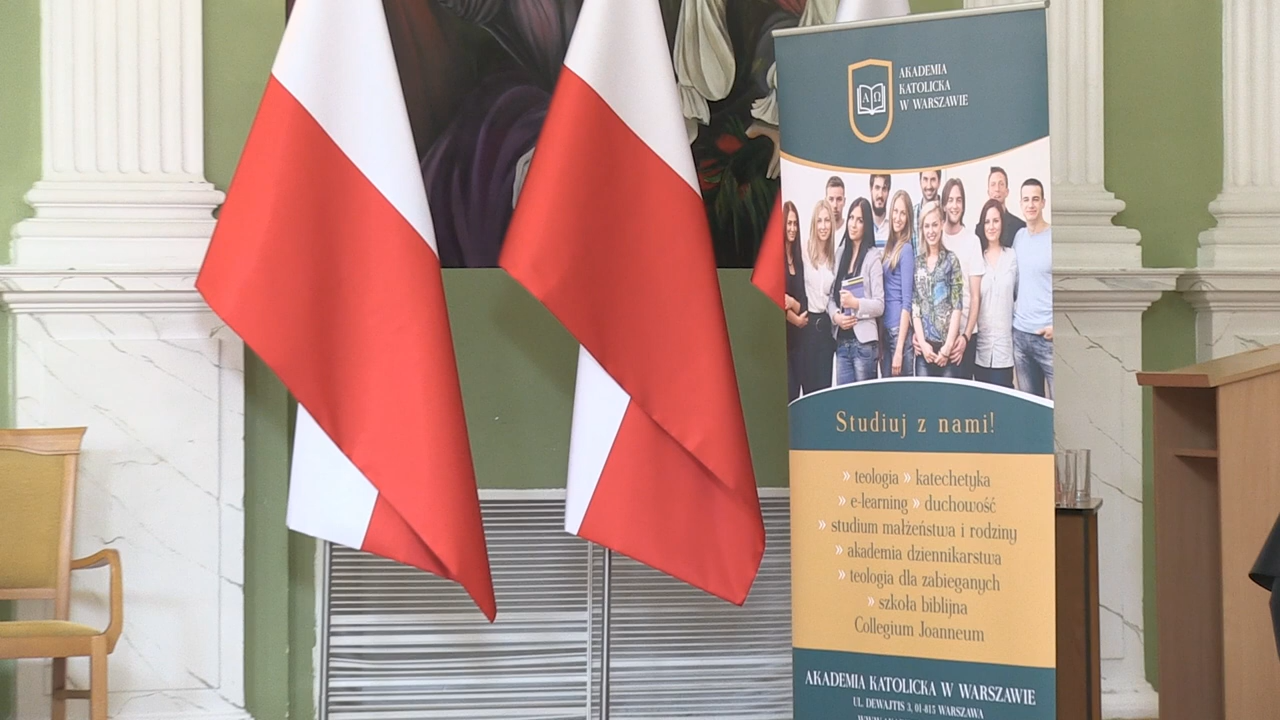 AKADEMIA
KATOLICKA
W WARSZAWIE
Α Ω
Studiuj z nami!
» teologia » katechetyka
» e-learning » duchowość
» studium małżeństwa i rodziny
» akademia dziennikarstwa
» teologia dla zabieganych
» szkoła biblijna
Collegium Joanneum
AKADEMIA KATOLICKA W WARSZAWIE
UL. DEWAJTIS 3, 01-815 WARSZAWA